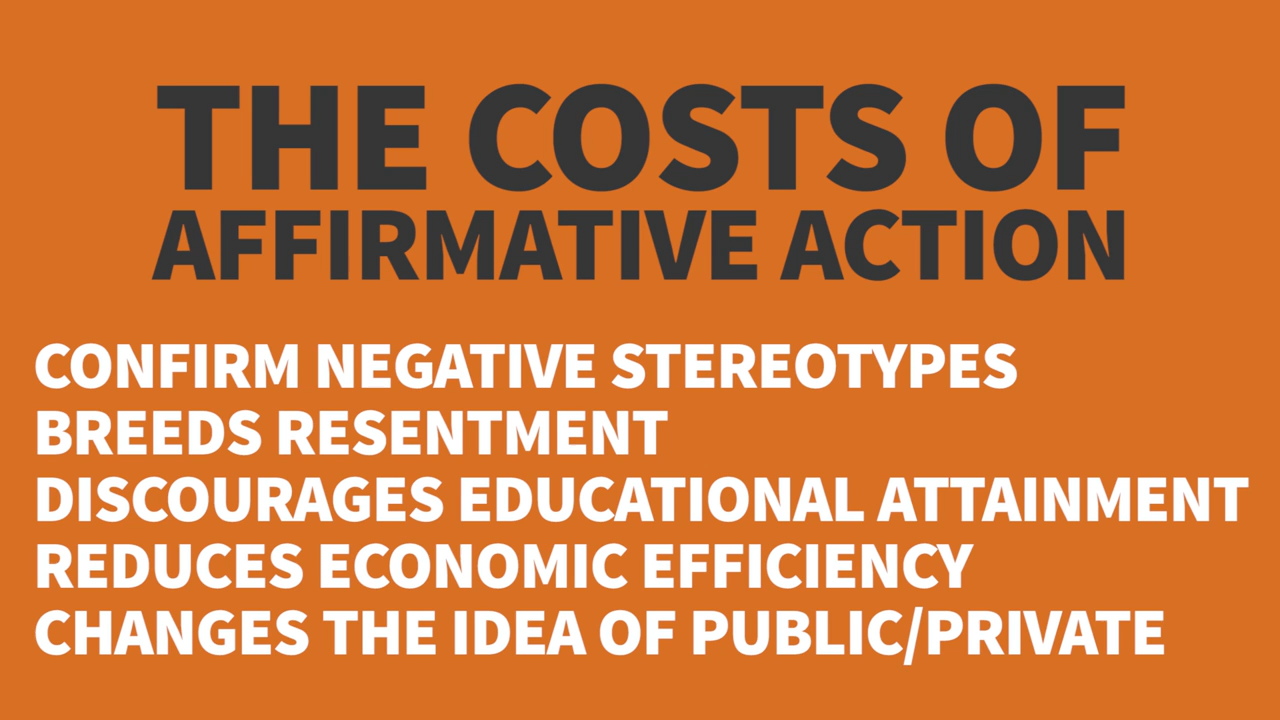 THE COSTS OF
AFFIRMATIVE ACTION
CONFIRM NEGATIVE STEREOTYPES
BREEDS RESENTMENT
DISCOURAGES EDUCATIONAL ATTAINMENT
REDUCES ECONOMIC EFFICIENCY
CHANGES THE IDEA OF PUBLIC/PRIVATE